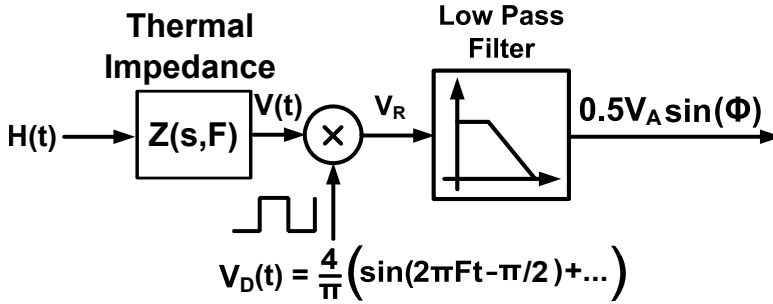 Thermal
Impedance
Low Pass
Filter
H(t)
Z(s,F)
V(t)
×
V_R
0.5V_A sin(Φ)
V_D(t) = 4/π (sin(2πFt-π/2)+...)